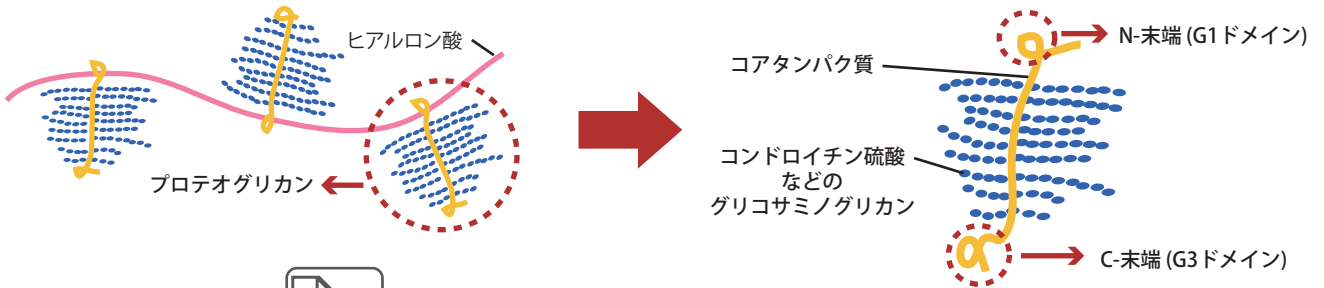 ヒアルロン酸
プロテオグリカン
N-末端 (G1ドメイン)
コアタンパク質
コンドロイチン硫酸
などの
グリコサミノグリカン
C-末端 (G3ドメイン)